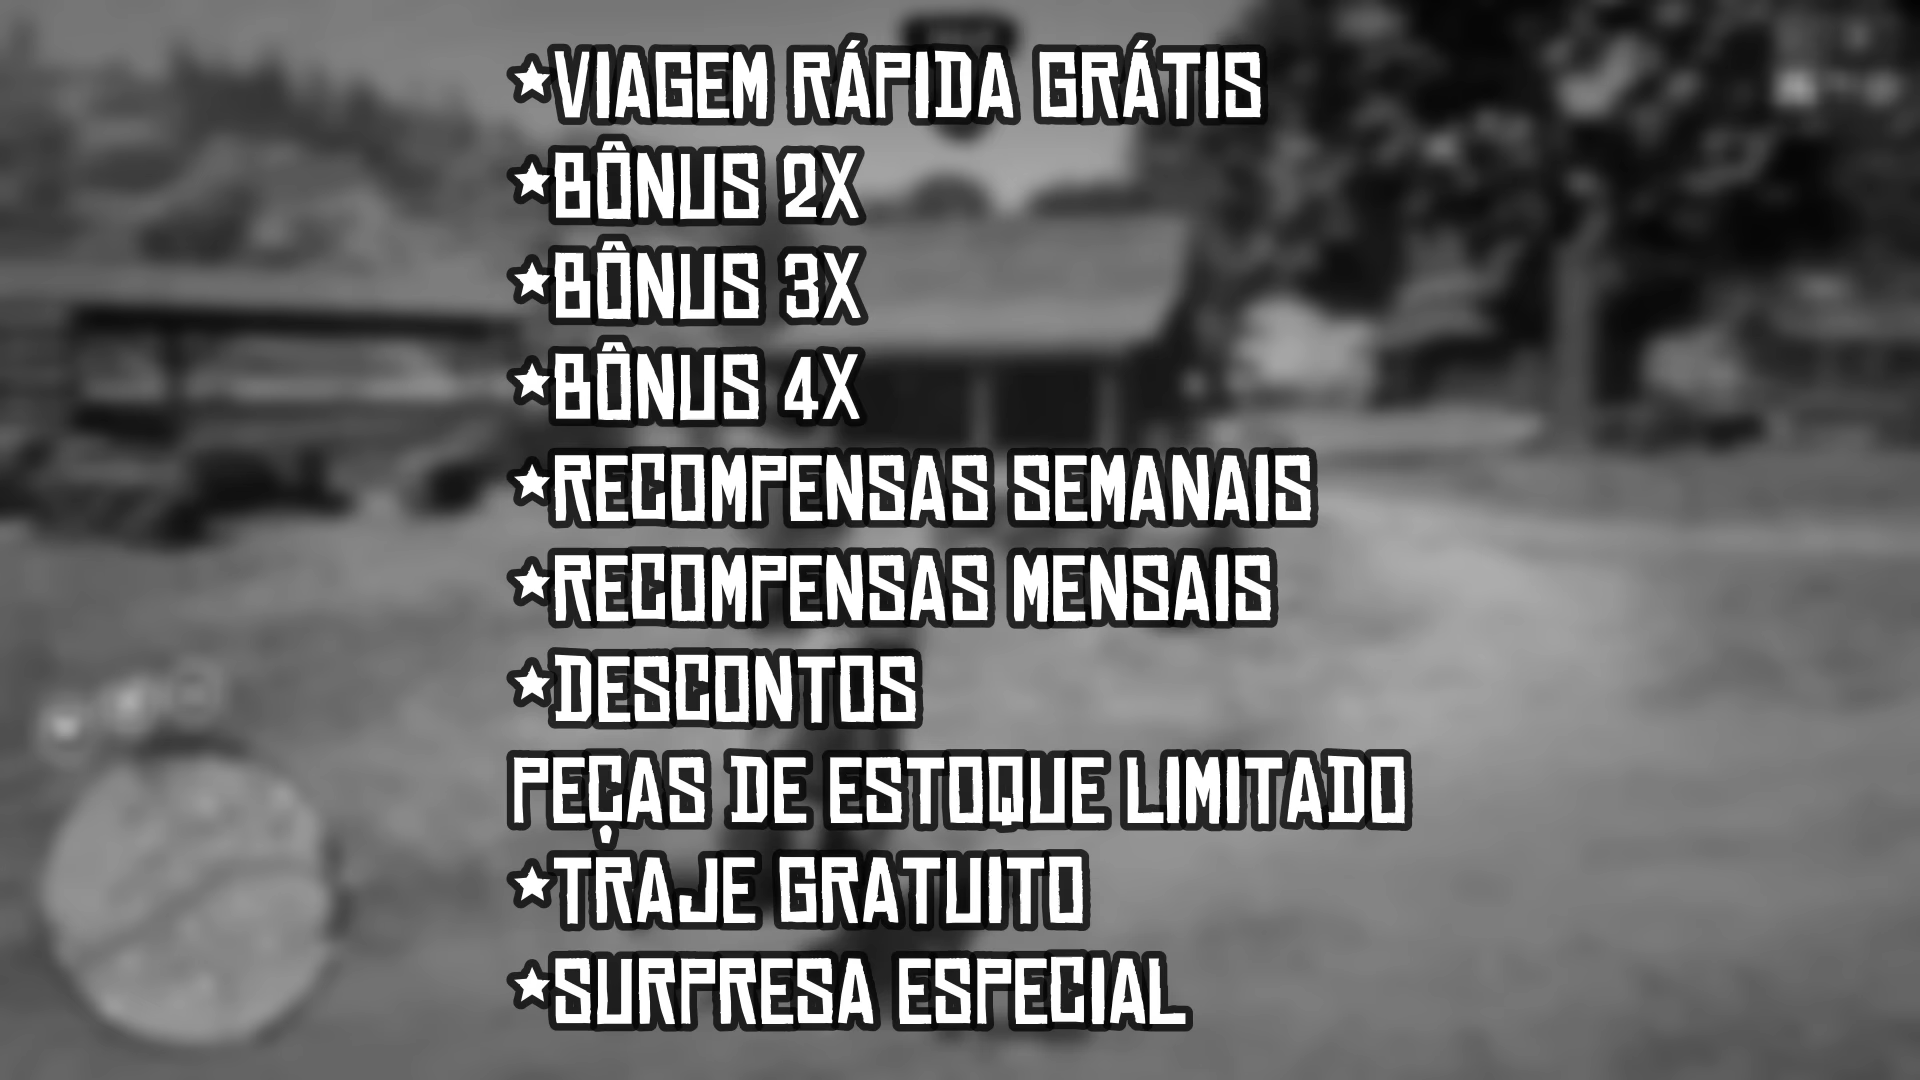 ★VIAGEM RÁPIDA GRÁTIS
★BÔNUS 2X
★BÔNUS 3X
★BÔNUS 4X
★RECOMPENSAS SEMANAIS
★RECOMPENSAS MENSAIS
★DESCONTOS
PEÇAS DE ESTOQUE LIMITADO
★TRAJE GRATUITO
★SURPRESA ESPECIAL